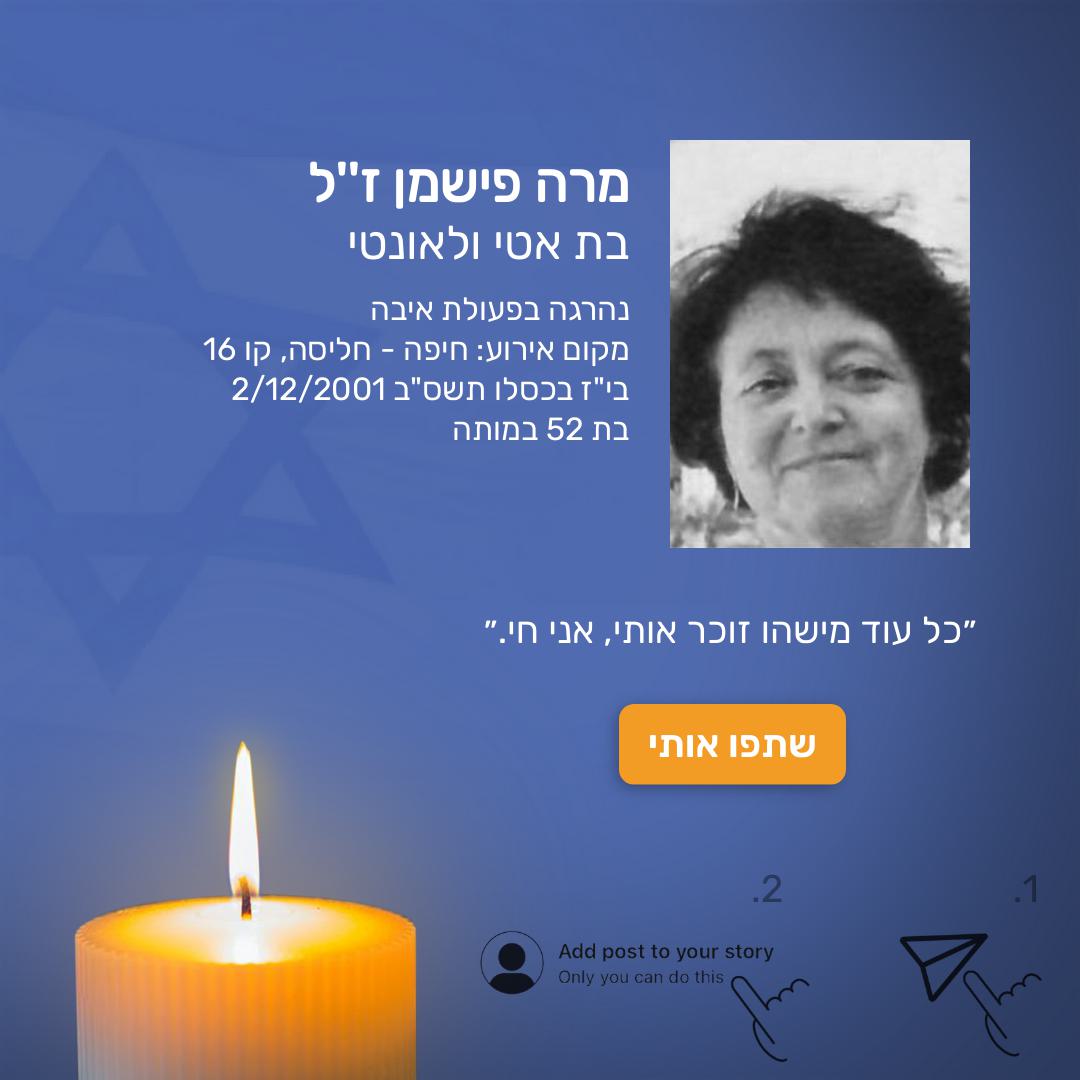 מרה פישמן ז"ל
בת אטי ולאונטי
נהרגה בפעולת איבה
מקום אירוע: חיפה - חליסה, קו 16
בי"ז בכסלו תשס"ב 2/12/2001
בת 52 במותה
״כל עוד מישהו זוכר אותי, אני חי.״
שתפו אותי
.1
.2
Add post to your story
Only you can do this